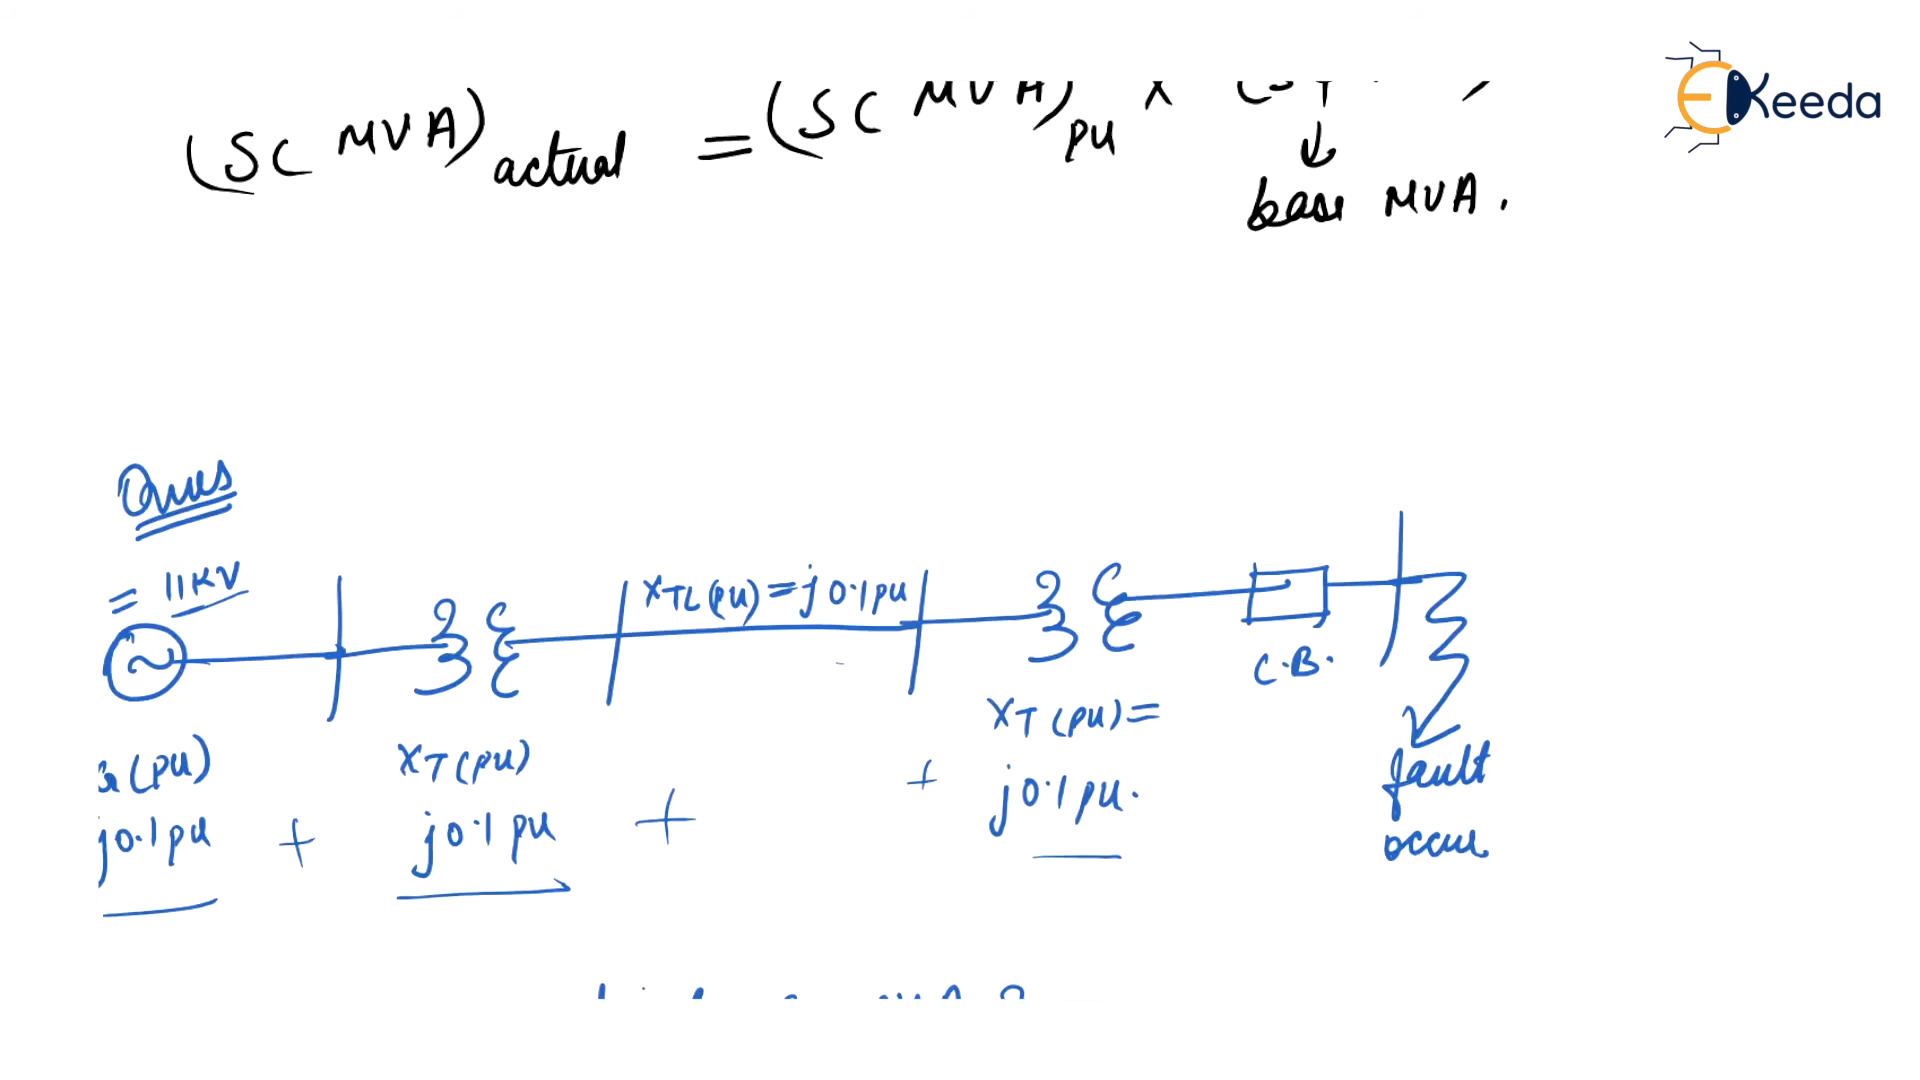 EKeeda
(SC MVA) actual = (SC MVA) pu ×
↓
base MVA.
Ques
= 11KV
XTL(pu) = j0.1pu
C.B.
(pu)
XT(pu)
XT(pu) =
j0.1pu + j0.1pu + + j0.1pu.
fault
occur